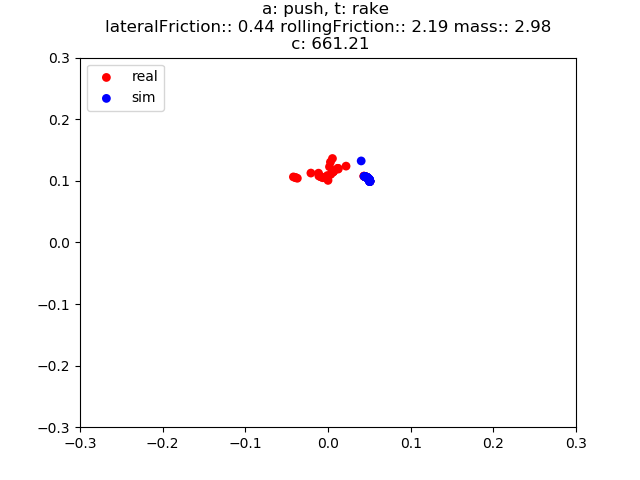 a: push, t: rake
lateralFriction:: 0.44 rollingFriction:: 2.19 mass:: 2.98
c: 661.21
real
sim
0.3
0.2
0.1
0.0
−0.1
−0.2
−0.3
−0.3 −0.2 −0.1 0.0 0.1 0.2 0.3